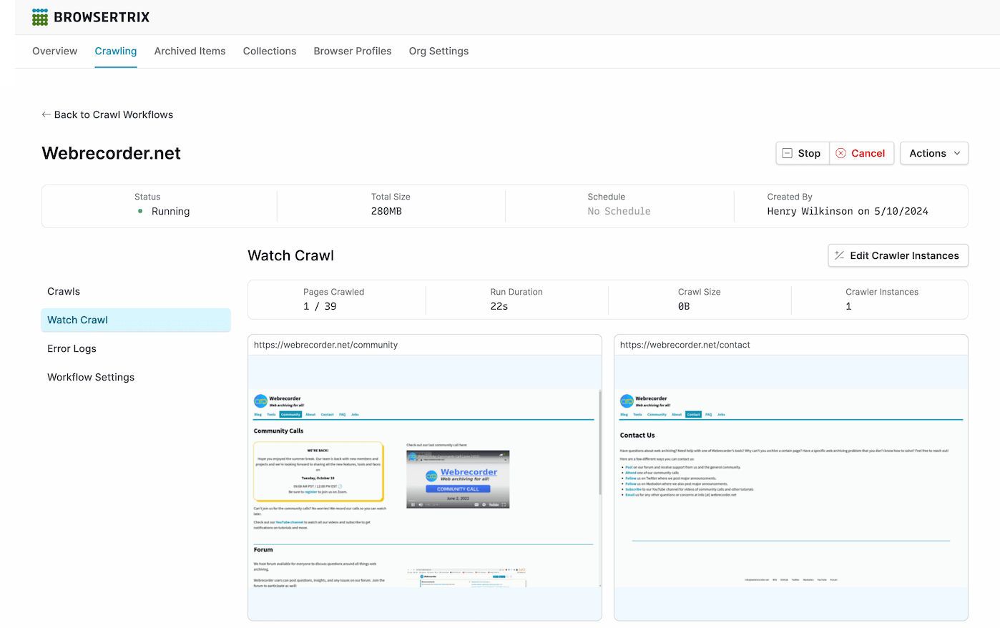 BROWSERTRIX
Overview Crawling Archived Items Collections Browser Profiles Org Settings
← Back to Crawl Workflows
Webrecorder.net
Stop Cancel Actions
Status Total Size Schedule Created By
Running 280MB No Schedule Henry Wilkinson on 5/10/2024
Watch Crawl
Edit Crawler Instances
Crawls
Watch Crawl
Error Logs
Workflow Settings
Pages Crawled Run Duration Crawl Size Crawler Instances
1 / 39 22s 0B 1
https://webrecorder.net/community
Webrecorder
Web archiving for all!
Blog Tools Community About Contact FAQ Jobs
Community Calls
WE'RE BACK!
Hope you enjoyed the summer break. Our team is back with new members and
projects and we're looking forward to sharing all the new features, tools and faces
on
Tuesday, October 18
09:00 AM PST / 12:00 PM EST
Be sure to register to join us on Zoom.
Can't join us for the community calls? No worries! We record our calls so you can watch
later.
Check out our YouTube channel to watch all our videos and subscribe to get
notifications on tutorials and more.
Check out our last community call here:
Webrecorder
Web archiving for all!
COMMUNITY CALL
June 2, 2022
YouTube
Forum
We host forum available for everyone to discuss questions around all things web
archiving.
Webrecorder users can post questions, insights, and any issues on our forum. Join the
forum to participate as well!
https://webrecorder.net/contact
Webrecorder
Web archiving for all!
Blog Tools Community About Contact FAQ Jobs
Contact Us
Have questions about web archiving? Need help with one of Webrecorder's tools? Why can't you archive a certain page? Have a specific web archiving problem that you don't know how to solve? Feel free to reach out!
Here are a few different ways you can contact us:
Post on our forum and receive support from us and the general community.
Attend one of our community calls
Follow us on Twitter where we post major announcements.
Follow us on Mastodon where we also post major announcements.
Subscribe to our YouTube channel for videos of community calls and other tutorials
Email us for any other questions or concerns at info [at] webrecorder.net
info@webrecorder.net RSS GitHub Twitter Mastodon YouTube Forum